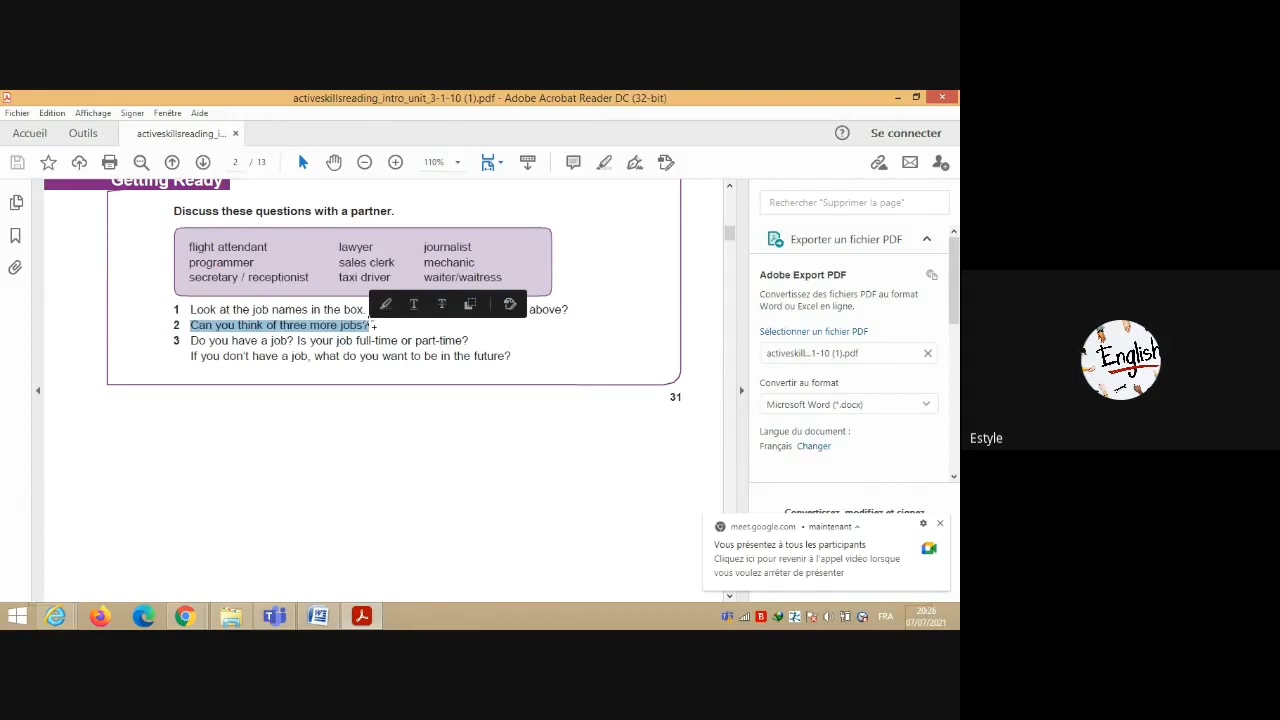 activeskillsreading_intro_unit_3-1-10 (1).pdf - Adobe Acrobat Reader DC (32-bit)
Fichier Edition Affichage Signer Fenêtre Aide
Accueil Outils activeskillsreading_i... × Se connecter
2 / 13 110%
Getting Ready
Discuss these questions with a partner.
flight attendant lawyer journalist
programmer sales clerk mechanic
secretary / receptionist taxi driver waiter/waitress
1 Look at the job names in the box. above?
2 Can you think of three more jobs?
3 Do you have a job? Is your job full-time or part-time?
If you don't have a job, what do you want to be in the future?
31
Rechercher "Supprimer la page"
Exporter un fichier PDF
Adobe Export PDF
Convertissez des fichiers PDF au format
Word ou Excel en ligne.
Sélectionner un fichier PDF
activeskill...1-10 (1).pdf
Convertir au format
Microsoft Word (*.docx)
Langue du document :
Français Changer
Convertissez, modifiez et signez
meet.google.com • maintenant
Vous présentez à tous les participants
Cliquez ici pour revenir à l'appel vidéo lorsque
vous voulez arrêter de présenter
FRA
20:26
07/07/2021
English
Estyle